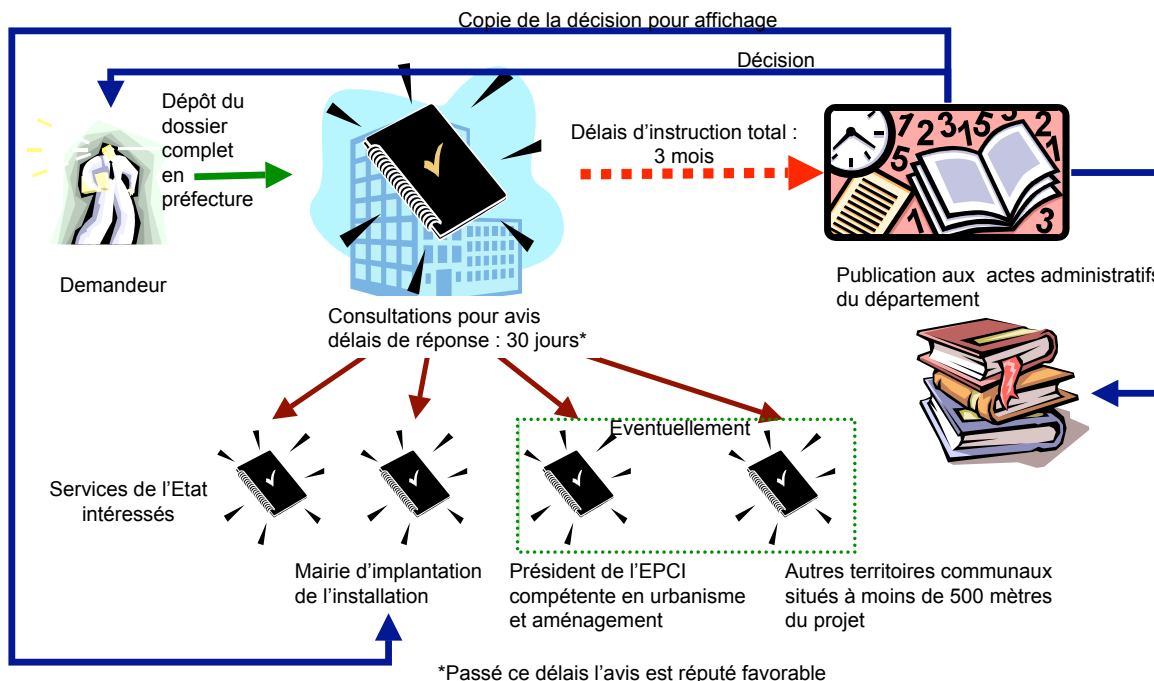 Copie de la décision pour affichage
Décision
Dépôt du
dossier
complet
en
préfecture
Délais d’instruction total :
3 mois
Demandeur
Publication aux actes administratifs
du département
Consultations pour avis
délais de réponse : 30 jours*
Eventuellement
Services de l’Etat
intéressés
Mairie d’implantation
de l’installation
Président de l’EPCI
compétente en urbanisme
et aménagement
Autres territoires communaux
situés à moins de 500 mètres
du projet
*Passé ce délais l’avis est réputé favorable